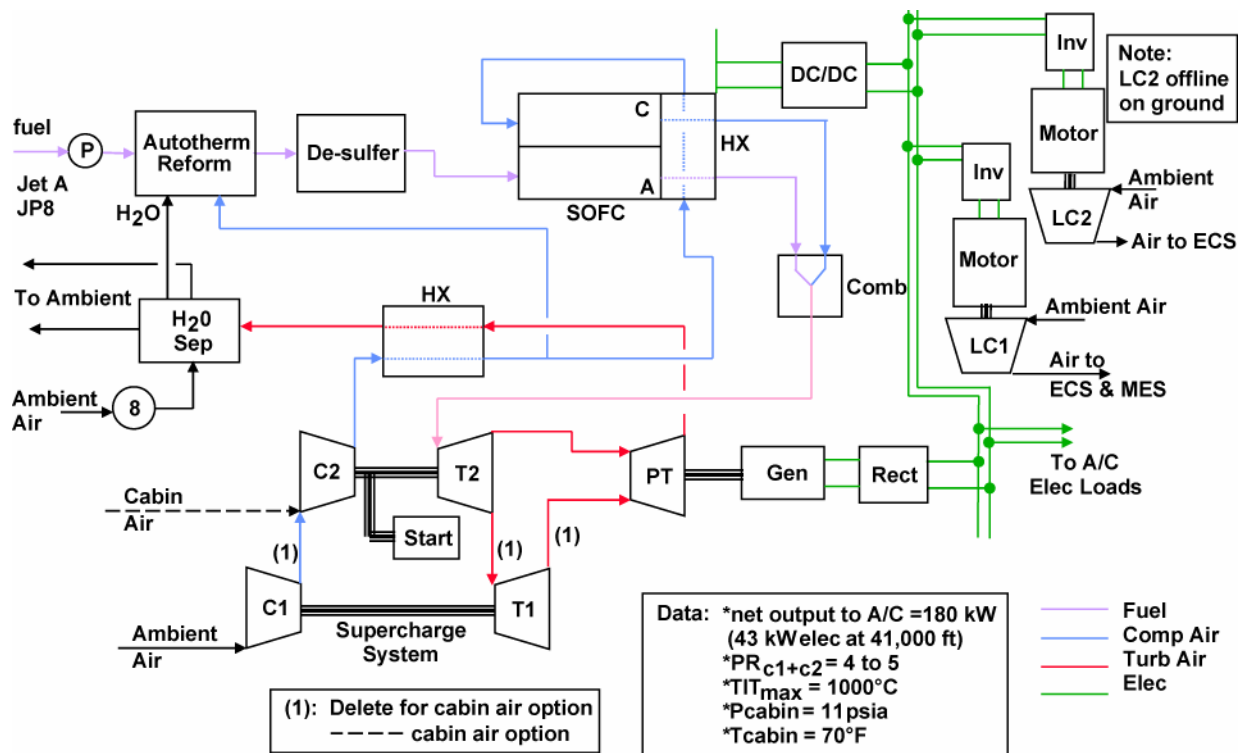 fuel
P
Jet A
JP8
Autotherm
Reform
H2O
De-sulfer
C
A
SOFC
HX
DC/DC
Inv
Note:
LC2 offline
on ground
Motor
Inv
Ambient
Air
LC2
Air to ECS
Motor
Ambient Air
LC1
Air to
ECS & MES
Comb
To Ambient
H20
Sep
HX
Ambient
Air
8
C2
T2
PT
Gen
Rect
To A/C
Elec Loads
Cabin
Air
Start
(1)
(1)
(1)
C1
T1
Supercharge
System
Ambient
Air
(1): Delete for cabin air option
cabin air option
Data: *net output to A/C =180 kW
(43 kWelec at 41,000 ft)
*PRc1+c2 = 4 to 5
*TITmax = 1000°C
*Pcabin = 11psia
*Tcabin = 70°F
Fuel
Comp Air
Turb Air
Elec